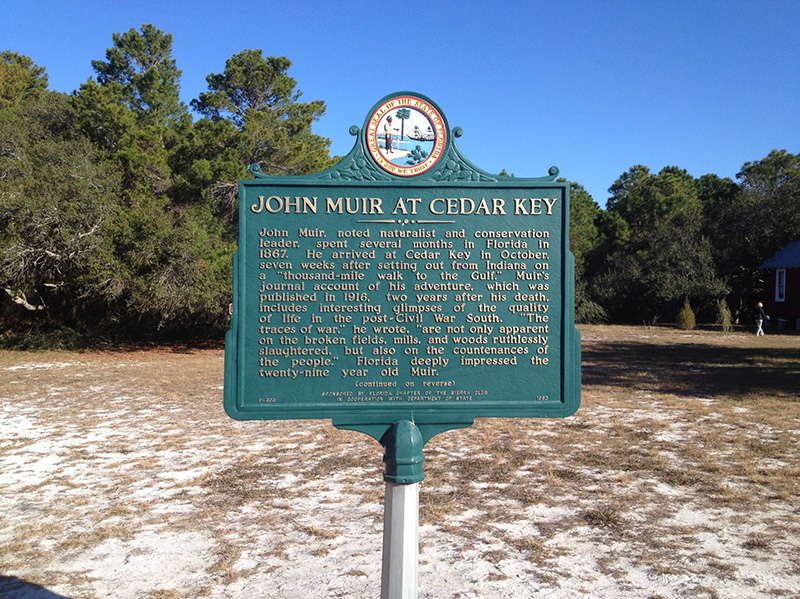 GREAT SEAL OF THE STATE OF FLORIDA
IN GOD WE TRUST
JOHN MUIR AT CEDAR KEY
John Muir, noted naturalist and conservation
leader, spent several months in Florida in
1867. He arrived at Cedar Key in October,
seven weeks after setting out from Indiana on
a "thousand-mile walk to the Gulf." Muir's
journal account of his adventure, which was
published in 1916, two years after his death,
includes interesting glimpses of the quality
of life in the post-Civil War South. "The
traces of war," he wrote, "are not only apparent
on the broken fields, mills, and woods ruthlessly
slaughtered, but also on the countenances of
the people." Florida deeply impressed the
twenty-nine year old Muir.
(continued on reverse)
SPONSORED BY FLORIDA CHAPTER OF THE SIERRA CLUB
IN COOPERATION WITH DEPARTMENT OF STATE
1983